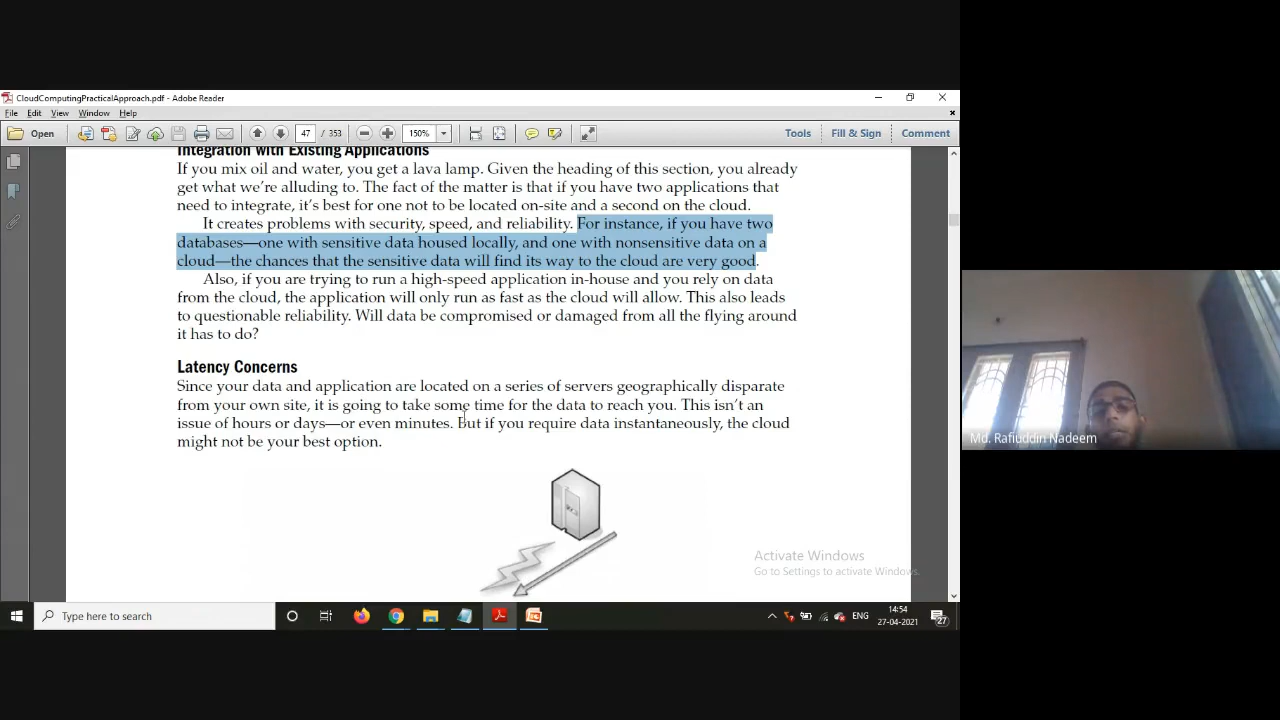 CloudComputingPracticalApproach.pdf - Adobe Reader
File Edit View Window Help
Open 47 / 353 150% Tools Fill & Sign Comment
Integration with Existing Applications
If you mix oil and water, you get a lava lamp. Given the heading of this section, you already
get what we're alluding to. The fact of the matter is that if you have two applications that
need to integrate, it's best for one not to be located on-site and a second on the cloud.
It creates problems with security, speed, and reliability. For instance, if you have two
databases—one with sensitive data housed locally, and one with nonsensitive data on a
cloud—the chances that the sensitive data will find its way to the cloud are very good.
Also, if you are trying to run a high-speed application in-house and you rely on data
from the cloud, the application will only run as fast as the cloud will allow. This also leads
to questionable reliability. Will data be compromised or damaged from all the flying around
it has to do?
Latency Concerns
Since your data and application are located on a series of servers geographically disparate
from your own site, it is going to take some time for the data to reach you. This isn't an
issue of hours or days—or even minutes. But if you require data instantaneously, the cloud
might not be your best option.
Md. Rafiuddin Nadeem
Activate Windows
Go to Settings to activate Windows.
Type here to search
ENG
14:54
27-04-2021
27